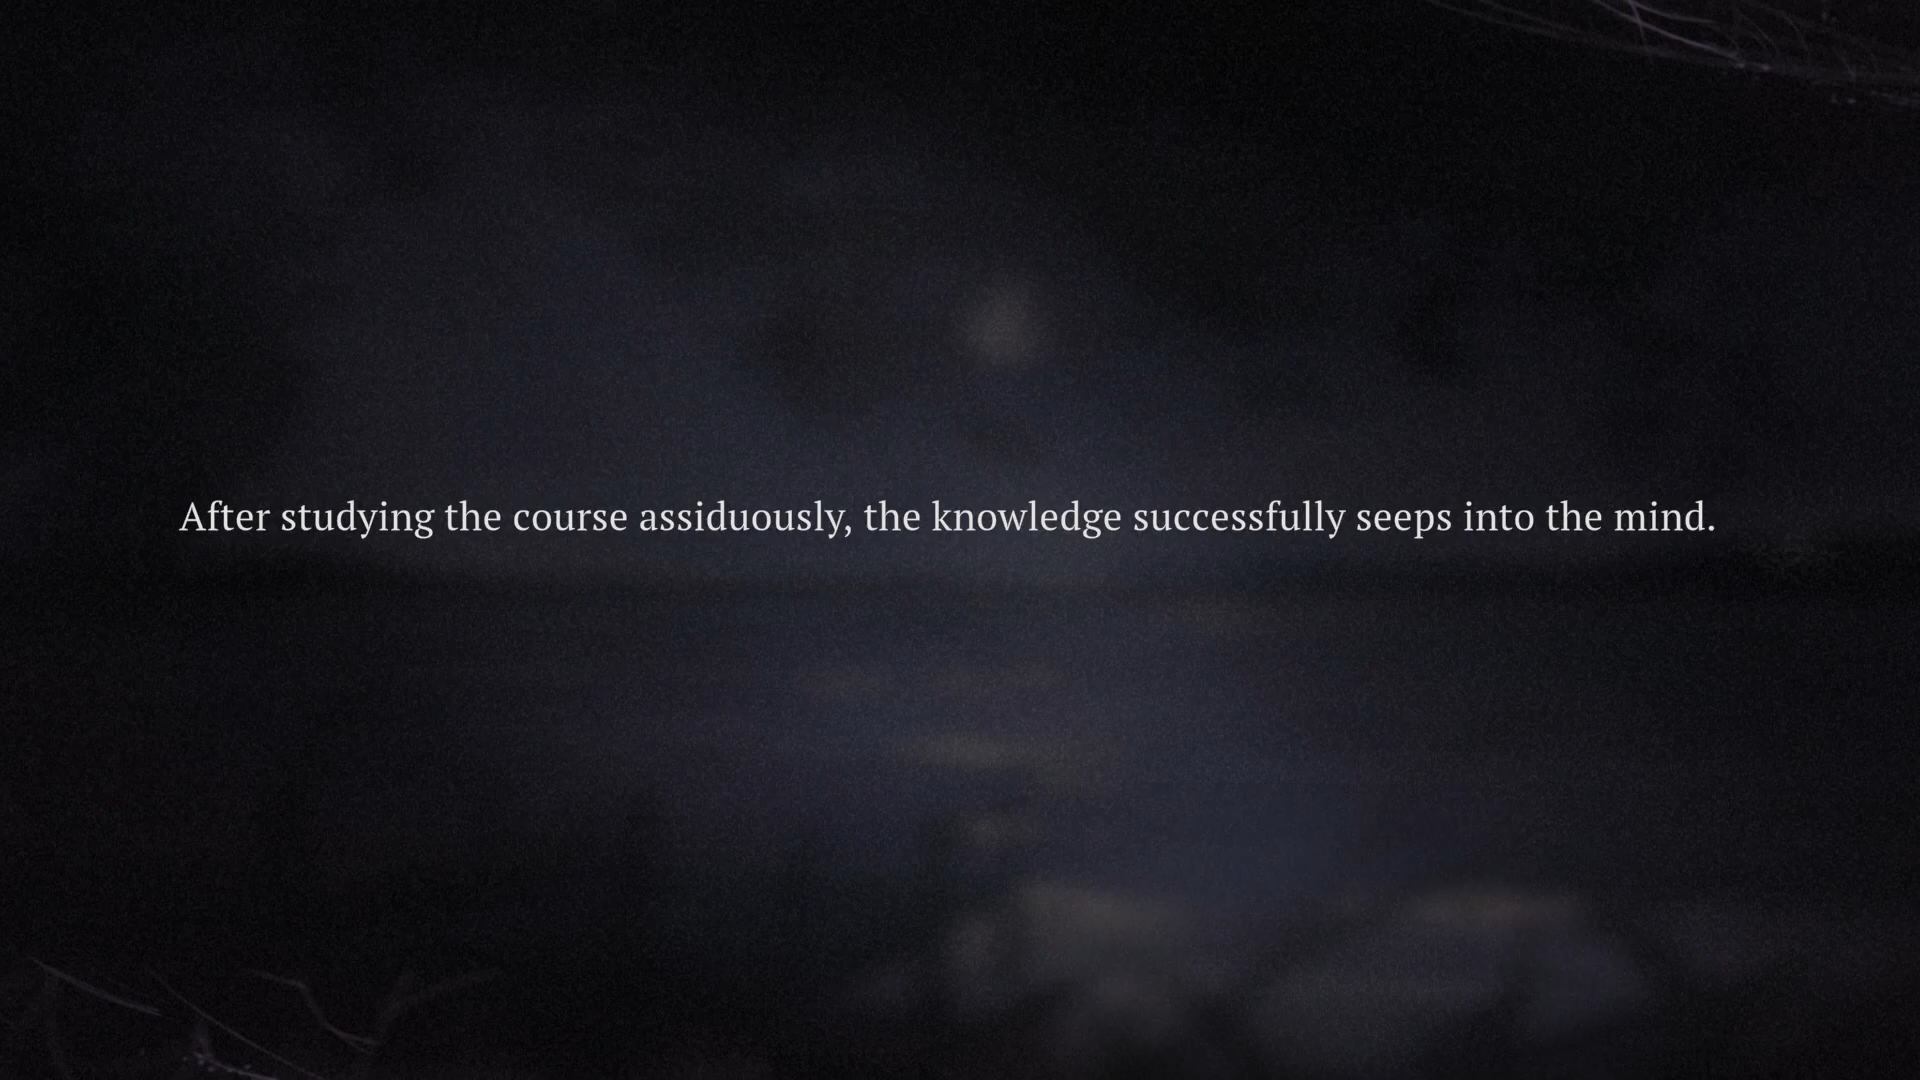 After studying the course assiduously, the knowledge successfully seeps into the mind.